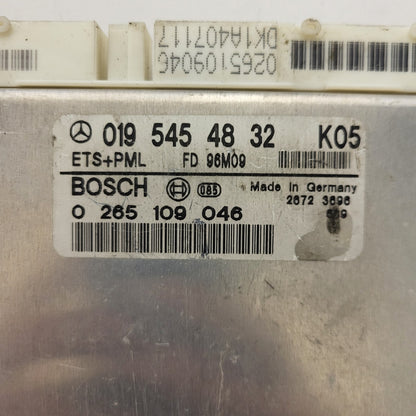 0265109046
DK1A407117
019 545 48 32 K05
ETS+PML FD 96M09
BOSCH 085 Made in Germany
2672 3696
0 265 109 046